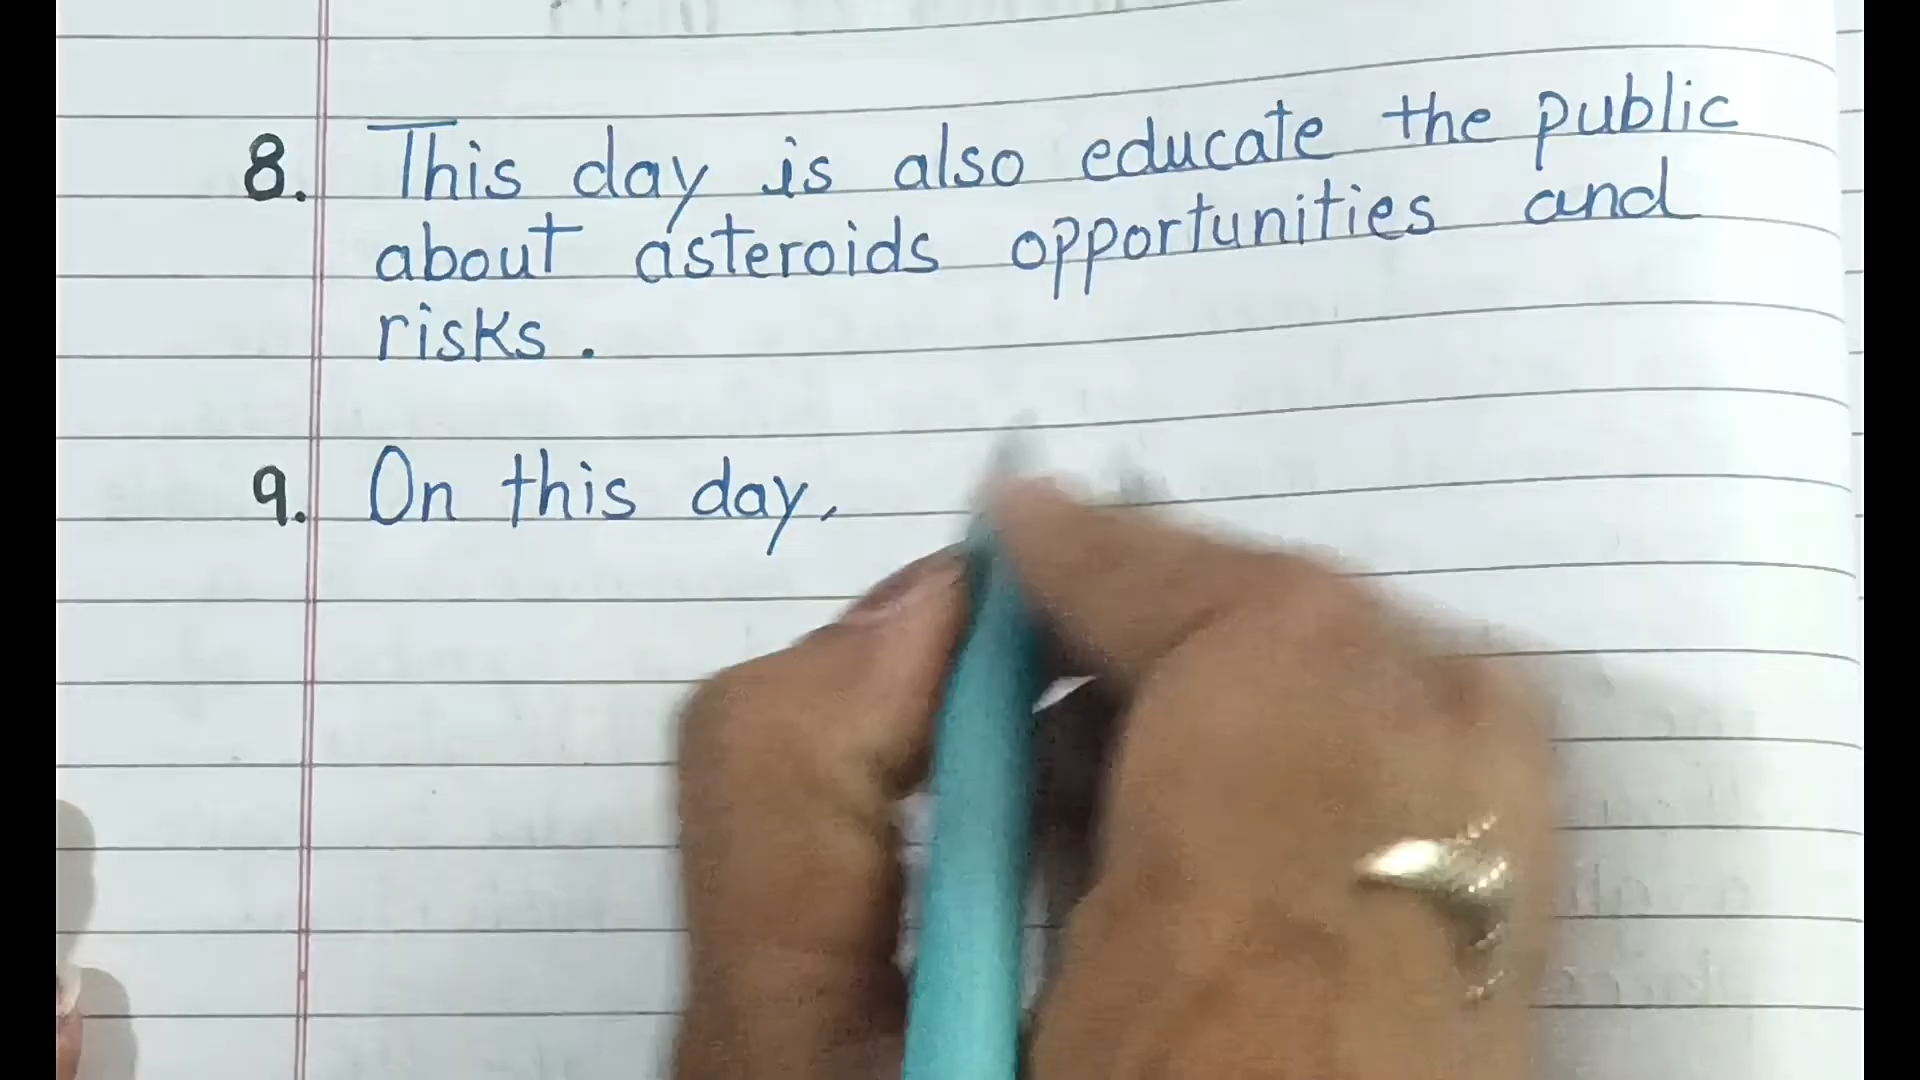 8. This day is also educate the public
about asteroids opportunities and
risks.
9. On this day,